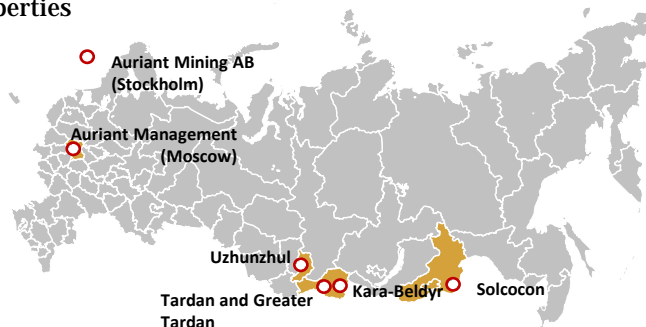 perties
Auriant Mining AB
(Stockholm)
Auriant Management
(Moscow)
Uzhunzhul
Kara-Beldyr
Solcocon
Tardan and Greater
Tardan